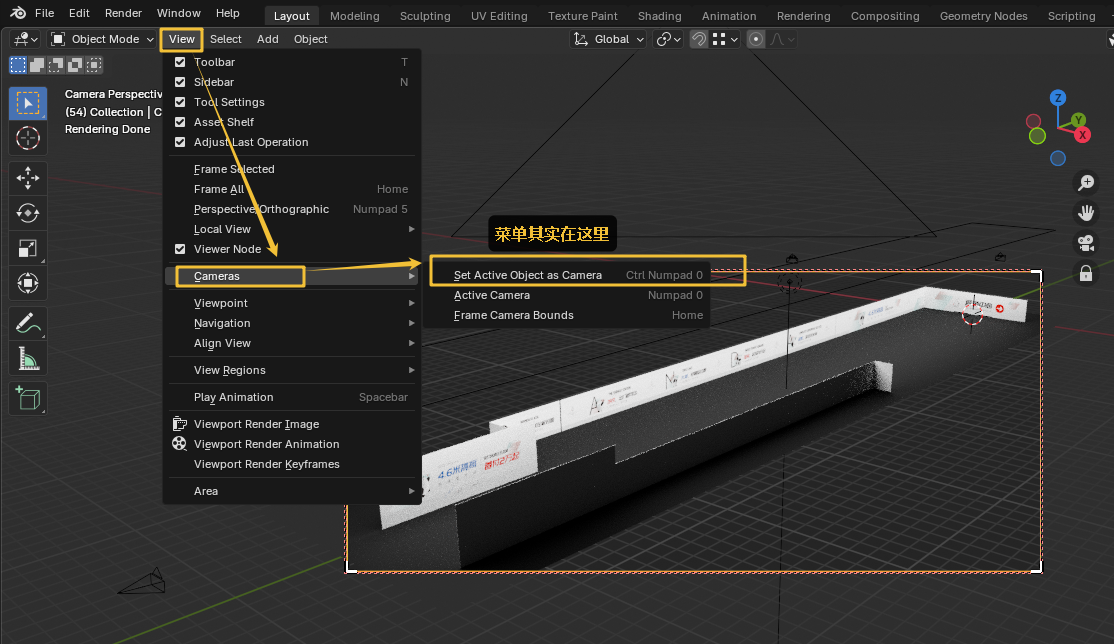 File Edit Render Window Help Layout Modeling Sculpting UV Editing Texture Paint Shading Animation Rendering Compositing Geometry Nodes Scripting
Object Mode View Select Add Object Global
Toolbar T
Sidebar N
Tool Settings
Asset Shelf
Adjust Last Operation
Frame Selected
Frame All Home
Perspective/Orthographic Numpad 5
Local View
Viewer Node
Cameras
Viewpoint
Navigation
Align View
View Regions
Play Animation Spacebar
Viewport Render Image
Viewport Render Animation
Viewport Render Keyframes
Area
Camera Perspectiv
(54) Collection | C
Rendering Done
菜单其实在这里
Set Active Object as Camera Ctrl Numpad 0
Active Camera Numpad 0
Frame Camera Bounds Home
Z
Y
X